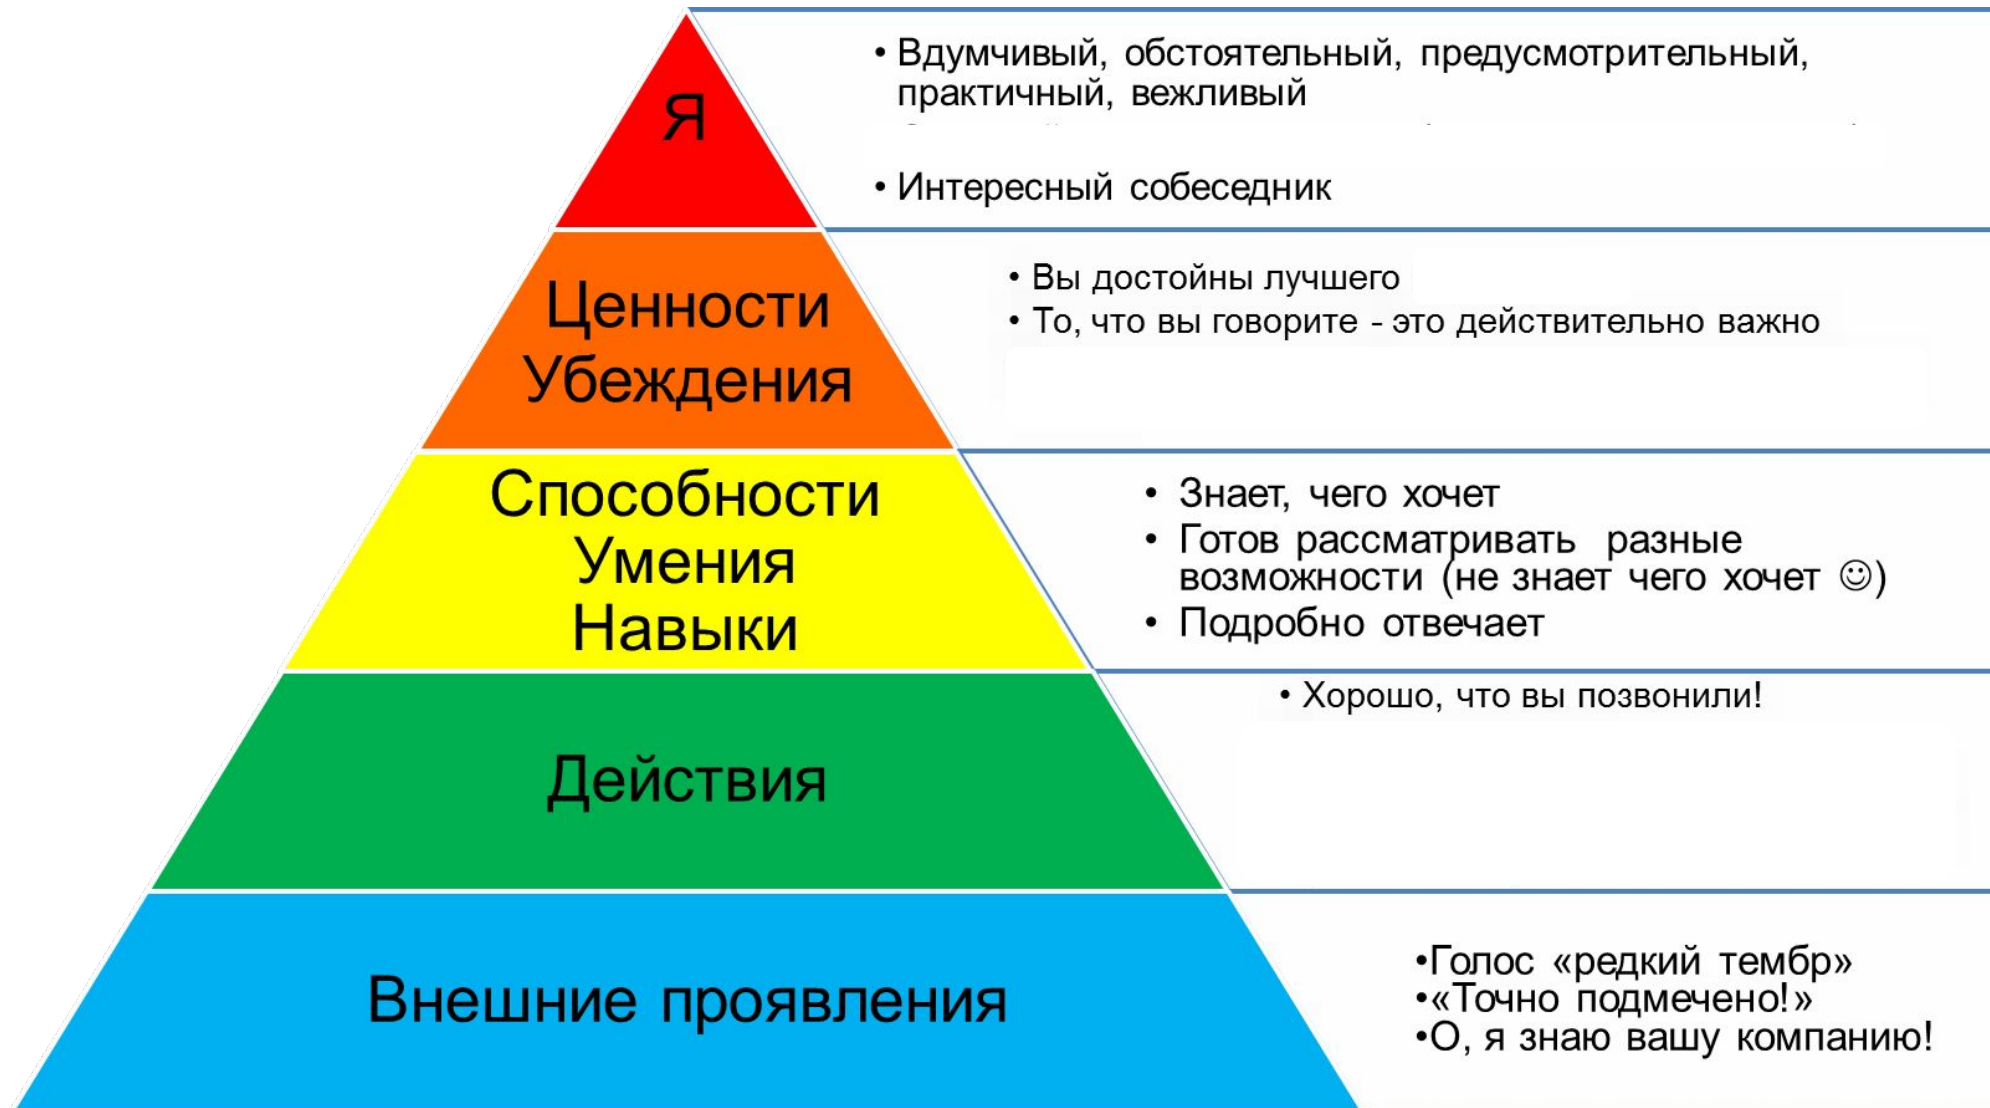 Я
• Вдумчивый, обстоятельный, предусмотрительный,
практичный, вежливый
• Интересный собеседник
Ценности
Убеждения
• Вы достойны лучшего
• То, что вы говорите - это действительно важно
Способности
Умения
Навыки
• Знает, чего хочет
• Готов рассматривать разные
возможности (не знает чего хочет ☺)
• Подробно отвечает
Действия
• Хорошо, что вы позвонили!
Внешние проявления
•Голос «редкий тембр»
•«Точно подмечено!»
•О, я знаю вашу компанию!